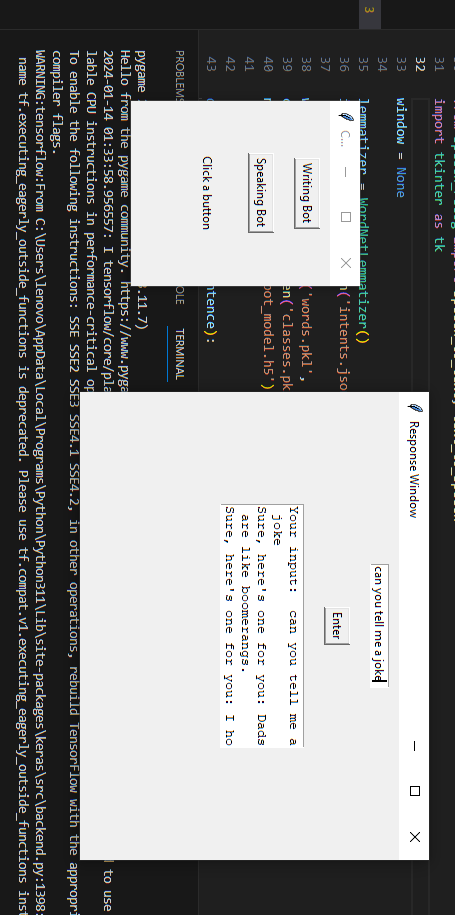 3
31
32
33
34
35
36
37
38
39
40
41
42
43
import tkinter as tk
window = None
lemmatizer = WordNetLemmatizer()
('intents.jso
('words.pkl',
en('classes.pk
bot_model.h5')
ntence):
C...
Writing Bot
Speaking Bot
Click a button
Response Window
can you tell me a joke
Enter
Your input:  can you tell me a
joke
Sure, here's one for you: Dads
are like boomerangs.
Sure, here's one for you: I ho
PROBLEMS
OLE
TERMINAL
pygame
.11.7)
Hello from the pygame community. https://www.pyga
2024-01-14 01:33:58.956557: I tensorflow/core/pla
lable CPU instructions in performance-critical op
to use
To enable the following instructions: SSE SSE2 SSE3 SSE4.1 SSE4.2, in other operations, rebuild TensorFlow with the appropri
compiler flags.
WARNING:tensorflow:From C:\Users\lenovo\AppData\Local\Programs\Python\Python311\Lib\site-packages\keras\src\backend.py:1398:
name tf.executing_eagerly_outside_functions is deprecated. Please use tf.compat.v1.executing_eagerly_outside_functions inst